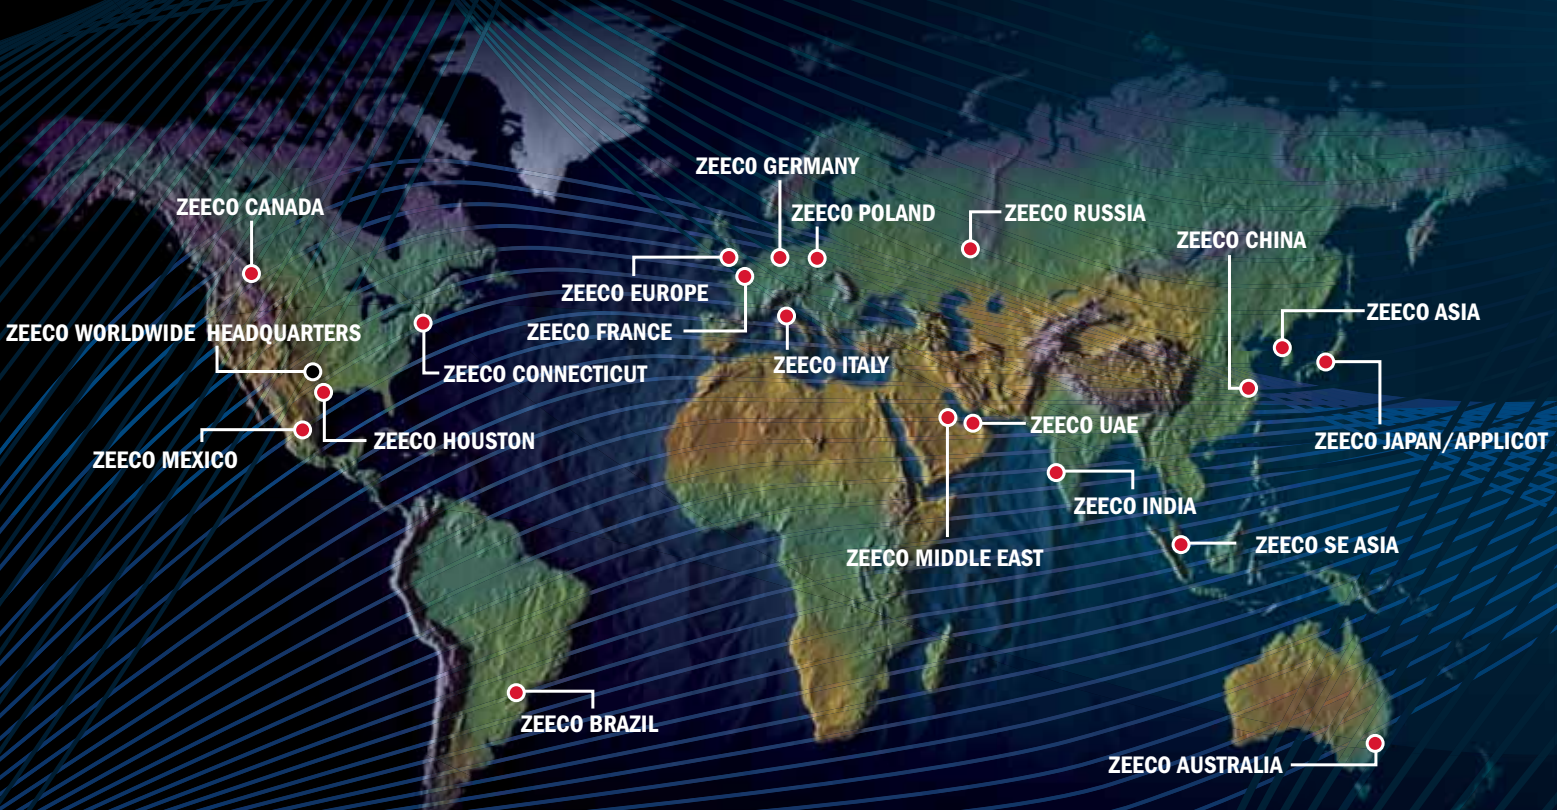 ZEECO GERMANY
ZEECO CANADA
ZEECO POLAND
ZEECO RUSSIA
ZEECO CHINA
ZEECO EUROPE
ZEECO ASIA
ZEECO WORLDWIDE HEADQUARTERS
ZEECO FRANCE
ZEECO ITALY
ZEECO CONNECTICUT
ZEECO UAE
ZEECO HOUSTON
ZEECO JAPAN/APPLICOT
ZEECO MEXICO
ZEECO INDIA
ZEECO SE ASIA
ZEECO MIDDLE EAST
ZEECO BRAZIL
ZEECO AUSTRALIA